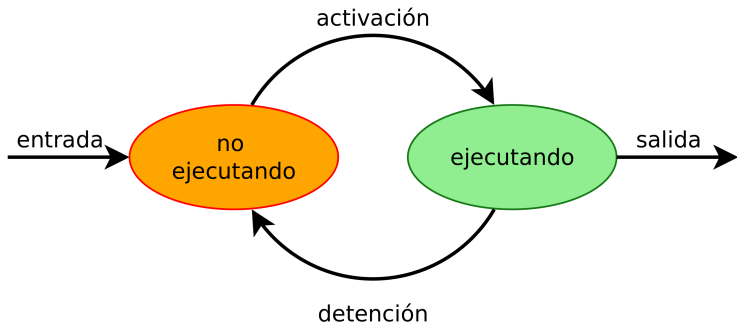 activación
entrada
no
ejecutando
ejecutando
salida
detención